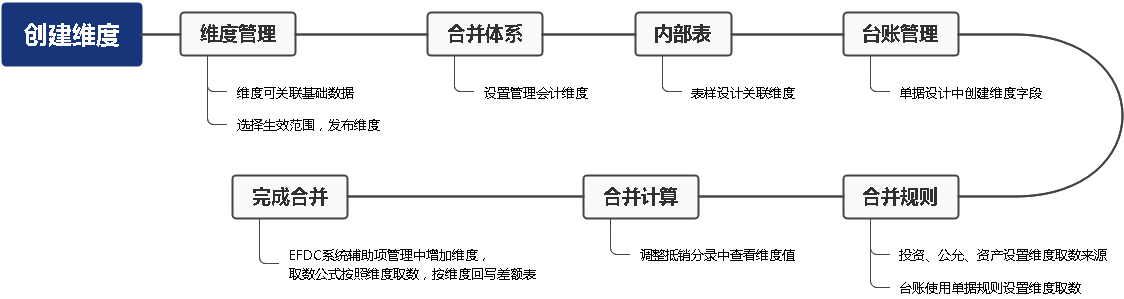 创建维度
维度管理
维度可关联基础数据
选择生效范围，发布维度
合并体系
设置管理会计维度
内部表
表样设计关联维度
台账管理
单据设计中创建维度字段
合并规则
投资、公允、资产设置维度取数来源
台账使用单据规则设置维度取数
合并计算
调整抵销分录中查看维度值
完成合并
EFDC系统辅助项管理中增加维度，
取数公式按照维度取数，按维度回写差额表